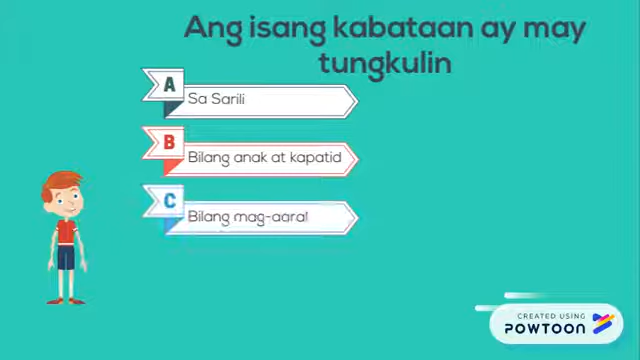 Ang isang kabataan ay may
tungkulin
A
Sa Sarili
B
Bilang anak at kapatid
C
Bilang mag-aaral
CREATED USING
POWTOON